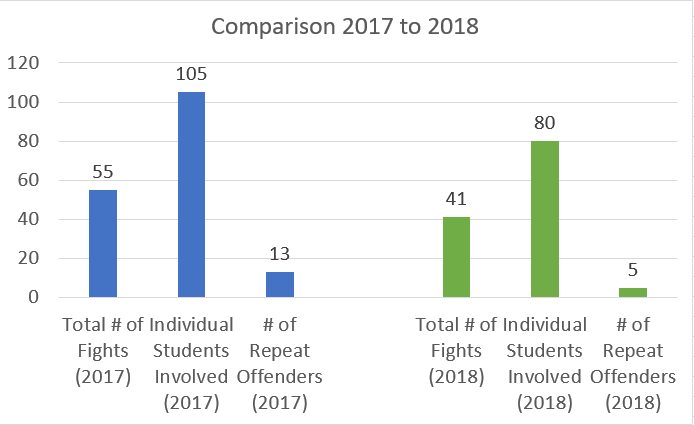 Comparison 2017 to 2018
120
100
80
60
40
20
0
105
55
13
80
41
5
Total # of Fights (2017)
Individual Students Involved (2017)
# of Repeat Offenders (2017)
Total # of Fights (2018)
Individual Students Involved (2018)
# of Repeat Offenders (2018)